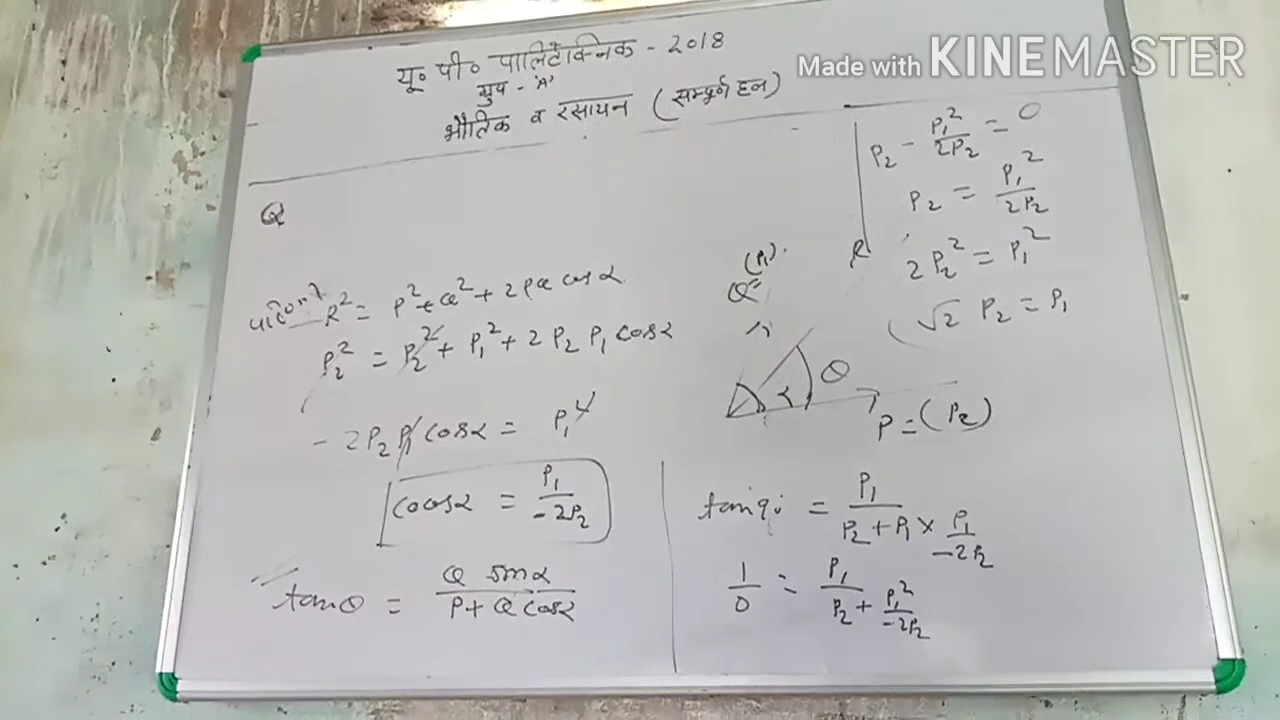 Made with KINEMASTER
यू० पी० पालिटेक्निक - 2018
ग्रुप - 'A'
भौतिक व रसायन (सम्पूर्ण हल)
Q
R² = P² + Q² + 2PQ cos α
P₂² = P₂² + P₁² + 2 P₂ P₁ cos α
- 2P₂ P₁ cos α = P₁²
cos α = P₁ / -2P₂
tan θ = Q sin α / P + Q cos α
(P₁)
Q =
α θ
P = (P₂)
tan 90 = P₁ / P₂ + P₁ × P₁ / -2P₂
1/0 = P₁ / P₂ + P₁² / -2P₂
P₂ - P₁² / 2P₂ = 0
P₂ = P₁² / 2P₂
R
2 P₂² = P₁²
√2 P₂ = P₁